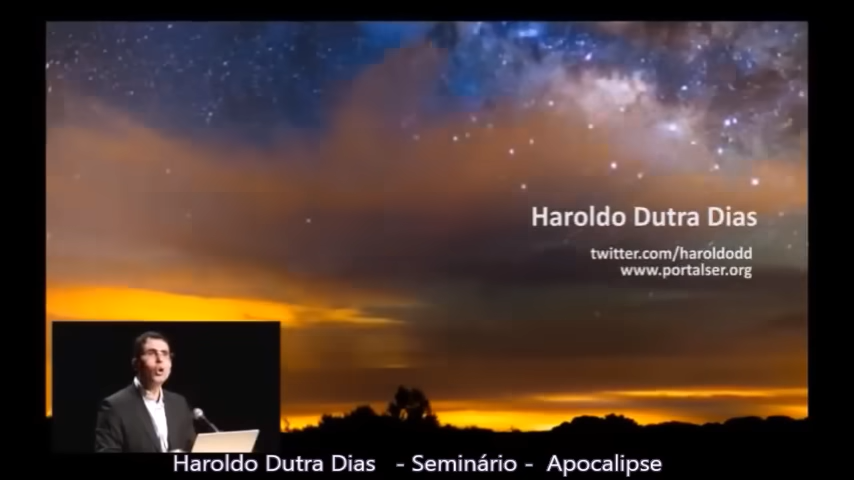 Haroldo Dutra Dias
twitter.com/haroldodd
www.portalser.org
Haroldo Dutra Dias - Seminário - Apocalipse